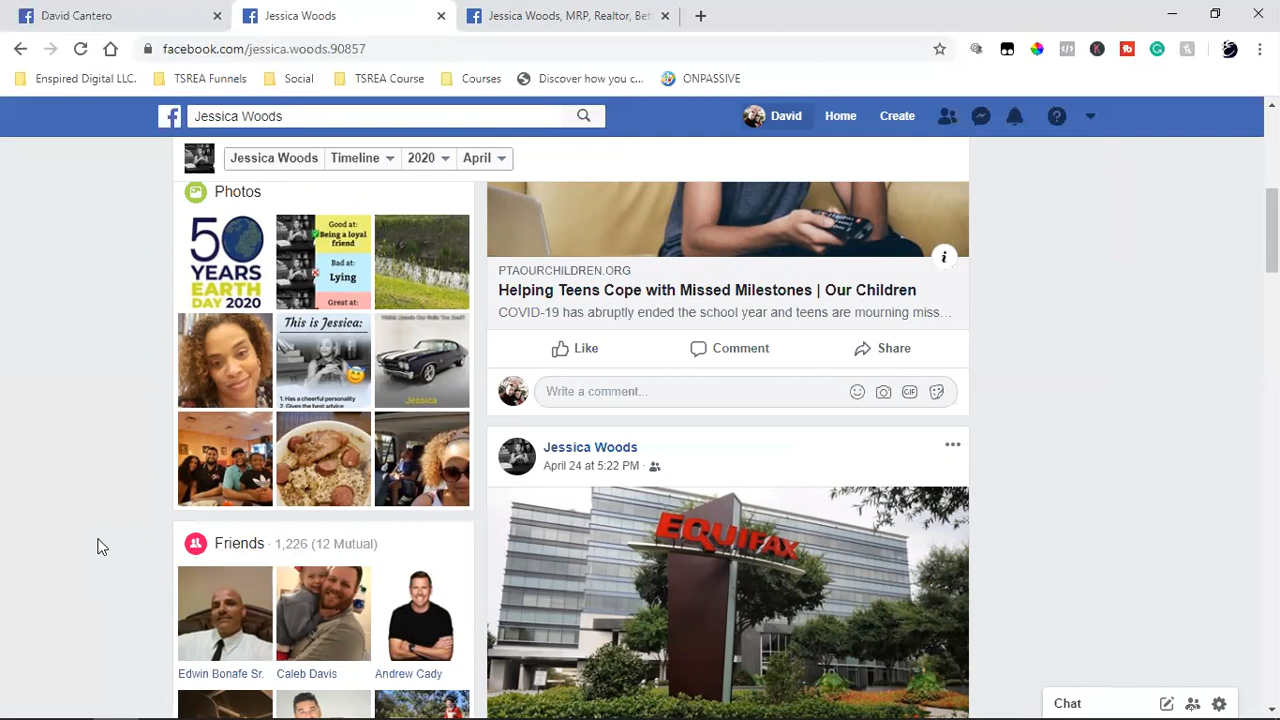 David Cantero
Jessica Woods
Jessica Woods, MRP, Realtor, Bet
facebook.com/jessica.woods.90857
Enspired Digital LLC.
TSREA Funnels
Social
TSREA Course
Courses
Discover how you c...
ONPASSIVE
Jessica Woods
David
Home
Create
Jessica Woods
Timeline
2020
April
Photos
50
YEARS
EARTH
DAY 2020
Good at:
Being a loyal
friend
Bad at:
Lying
Great at:
This is Jessica:
1. Has a cheerful personality
2. Gives the best advice
Jessica
PTAOURCHILDREN.ORG
Helping Teens Cope with Missed Milestones | Our Children
COVID-19 has abruptly ended the school year and teens are mourning miss...
Like
Comment
Share
Write a comment...
GIF
Jessica Woods
April 24 at 5:22 PM ·
EQUIFAX
Friends · 1,226 (12 Mutual)
Edwin Bonafe Sr.
Caleb Davis
Andrew Cady
Chat